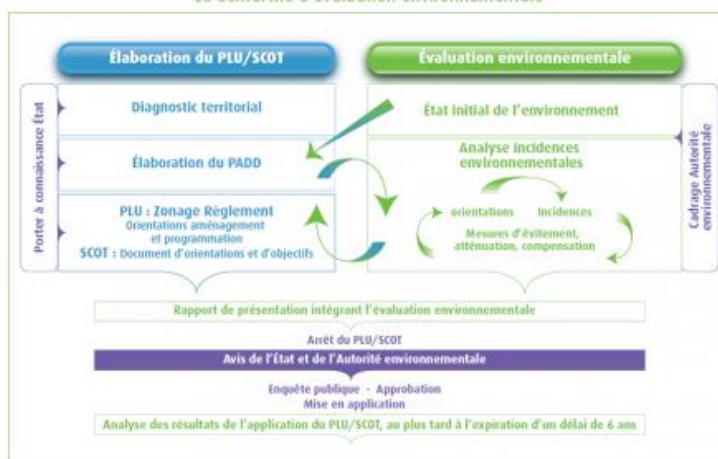 La démarche d'évaluation environnementale
Élaboration du PLU/SCOT
Évaluation environnementale
Porter à connaissance État
Diagnostic territorial
État initial de l'environnement
Cadrage Autorité
environnementale
Élaboration du PADD
Analyse incidences
environnementales
PLU : Zonage Règlement
Orientations aménagement
et programmation
SCOT : Document d'orientations et d'objectifs
orientations
Incidences
Mesures d'évitement,
atténuation, compensation
Rapport de présentation intégrant l'évaluation environnementale
Arrêt du PLU/SCOT
Avis de l'État et de l'Autorité environnementale
Enquête publique - Approbation
Mise en application
Analyse des résultats de l'application du PLU/SCOT, au plus tard à l'expiration d'un délai de 6 ans